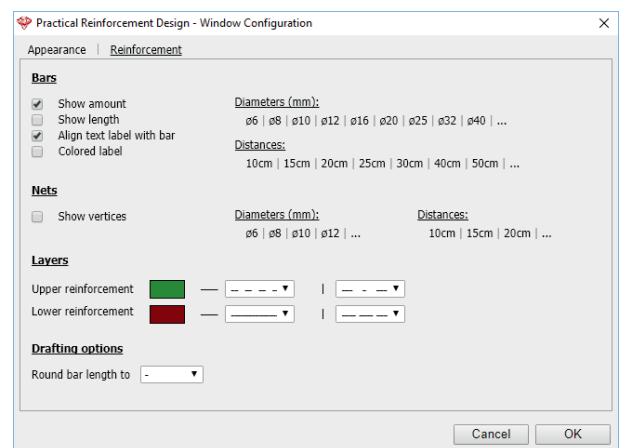 Practical Reinforcement Design - Window Configuration
Appearance | Reinforcement
Bars
Show amount
Show length
Align text label with bar
Colored label
Diameters (mm):
ø6 | ø8 | ø10 | ø12 | ø16 | ø20 | ø25 | ø32 | ø40 | ...
Distances:
10cm | 15cm | 20cm | 25cm | 30cm | 40cm | 50cm | ...
Nets
Show vertices
Diameters (mm):
ø6 | ø8 | ø10 | ø12 | ...
Distances:
10cm | 15cm | 20cm | ...
Layers
Upper reinforcement
Lower reinforcement
Drafting options
Round bar length to -
Cancel
OK